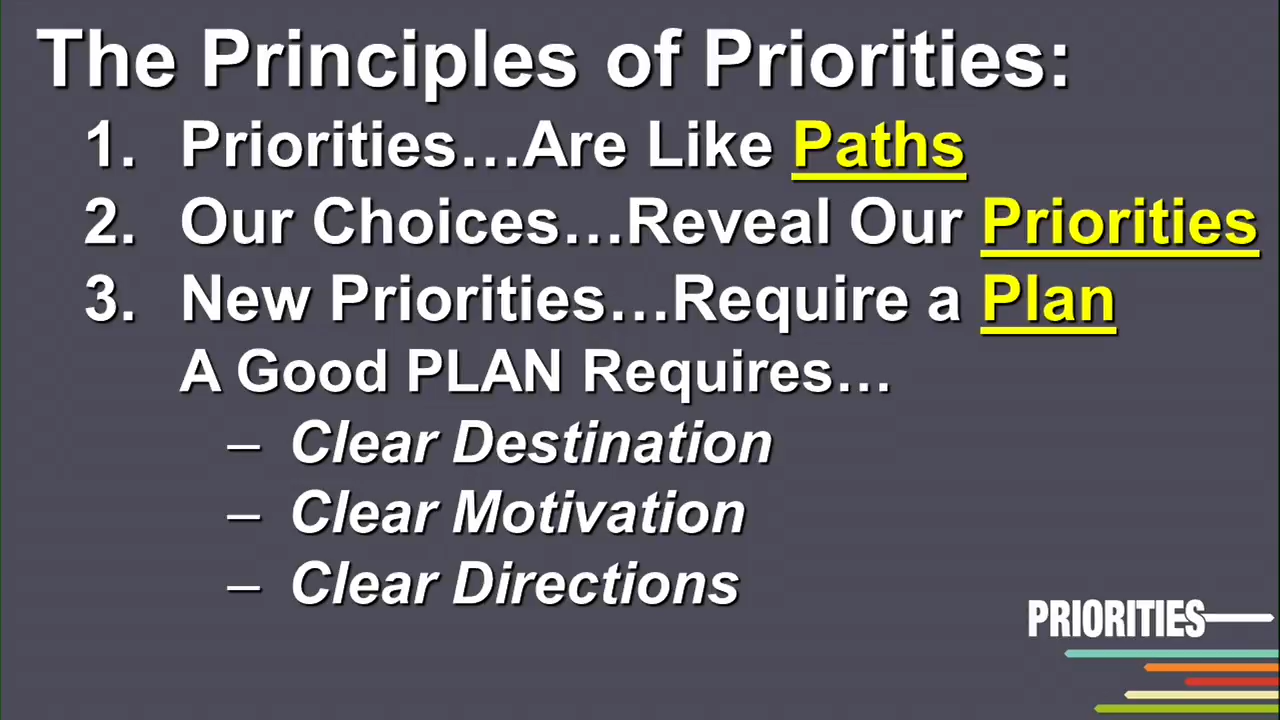 The Principles of Priorities:
1. Priorities…Are Like Paths
2. Our Choices…Reveal Our Priorities
3. New Priorities…Require a Plan
A Good PLAN Requires…
– Clear Destination
– Clear Motivation
– Clear Directions
PRIORITIES